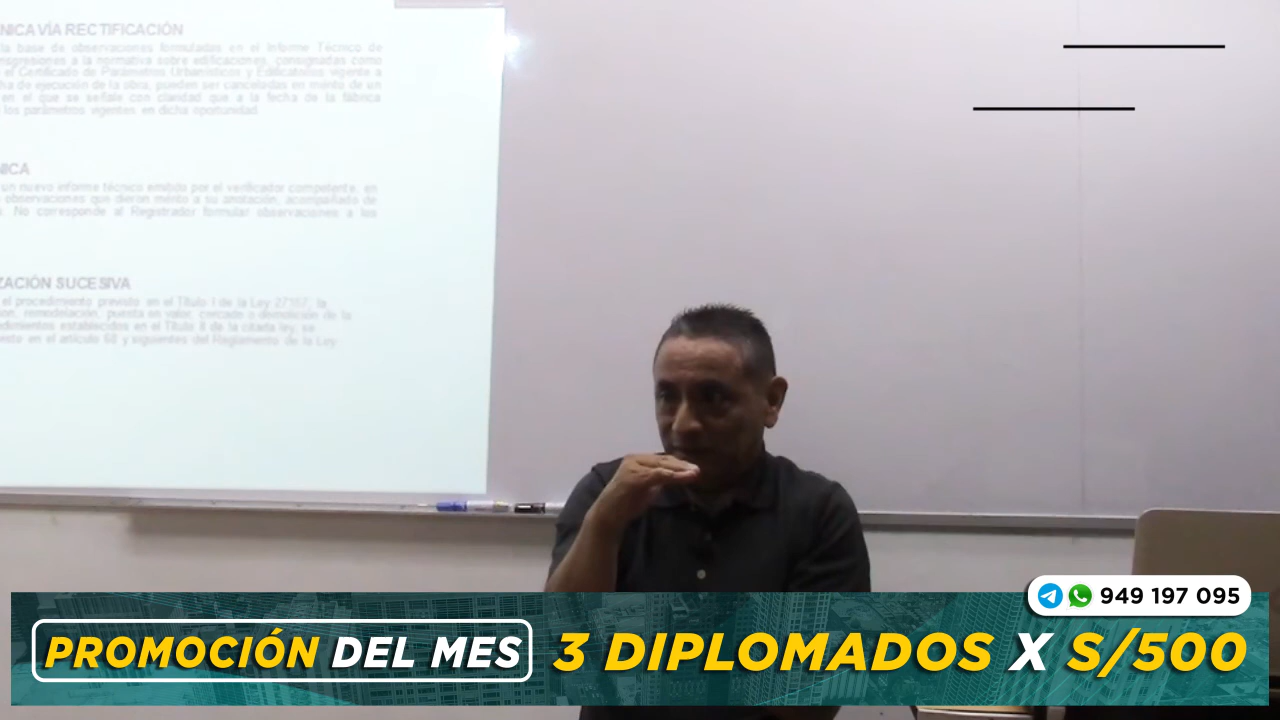 NICA VÍA RECTIFICACIÓN
la base de observaciones formuladas en el Informe Técnico de
nsgresiones a la normativa sobre edificaciones, consignadas como
el Certificado de Parámetros Urbanísticos y Edificatorios vigente a
ha de ejecución de la obra, pueden ser canceladas en mérito de un
en el que se señale con claridad que a la fecha de la fábrica
los parámetros vigentes en dicha oportunidad.
NICA
un nuevo informe técnico emitido por el verificador competente, en
observaciones que dieron mérito a su anotación, acompañado de
. No corresponde al Registrador formular observaciones a los
ZACIÓN SUCESIVA
el procedimiento previsto en el Título I de la Ley 27157, la
on, remodelación, puesta en valor, cercado o demolición de la
edimientos establecidos en el Título II de la citada ley, se
visto en el artículo 68 y siguientes del Reglamento de la Ley
949 197 095
PROMOCIÓN DEL MES 3 DIPLOMADOS X S/500